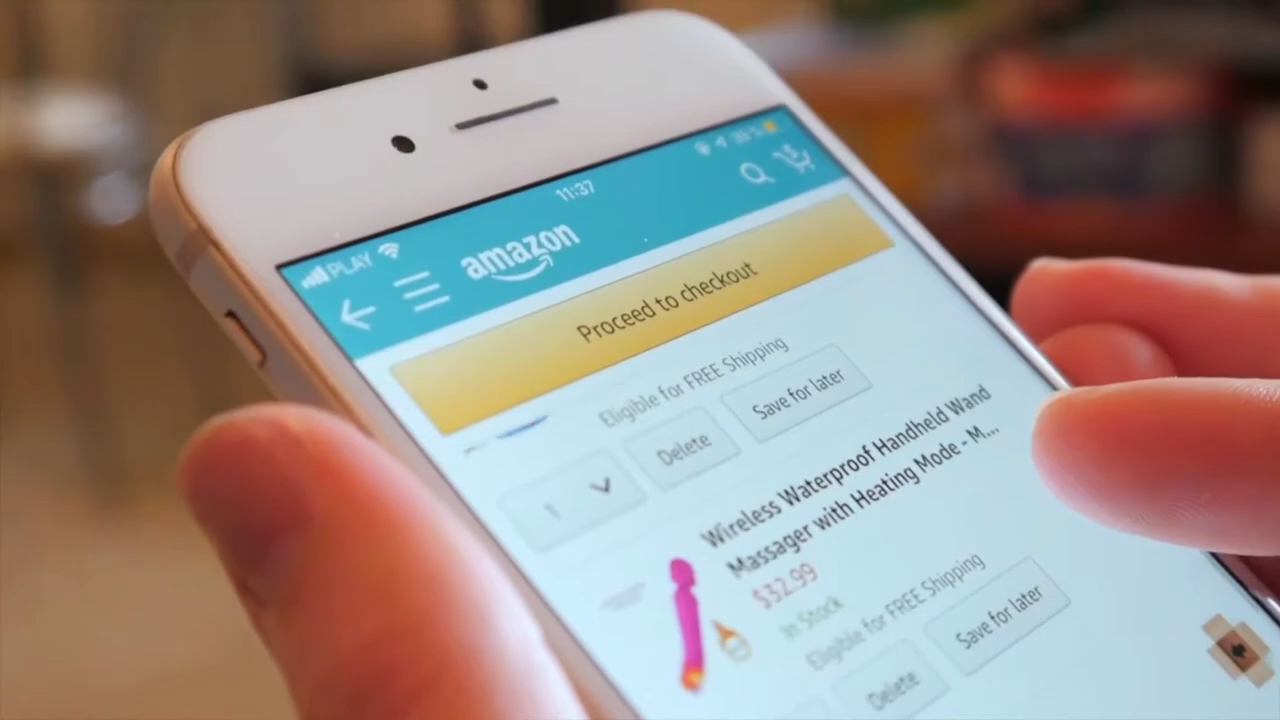 PLAY
11:37
amazon
Proceed to checkout
Eligible for FREE Shipping
1
Delete
Save for later
Wireless Waterproof Handheld Wand
Massager with Heating Mode - M...
$32.99
In Stock
Eligible for FREE Shipping
Delete
Save for later